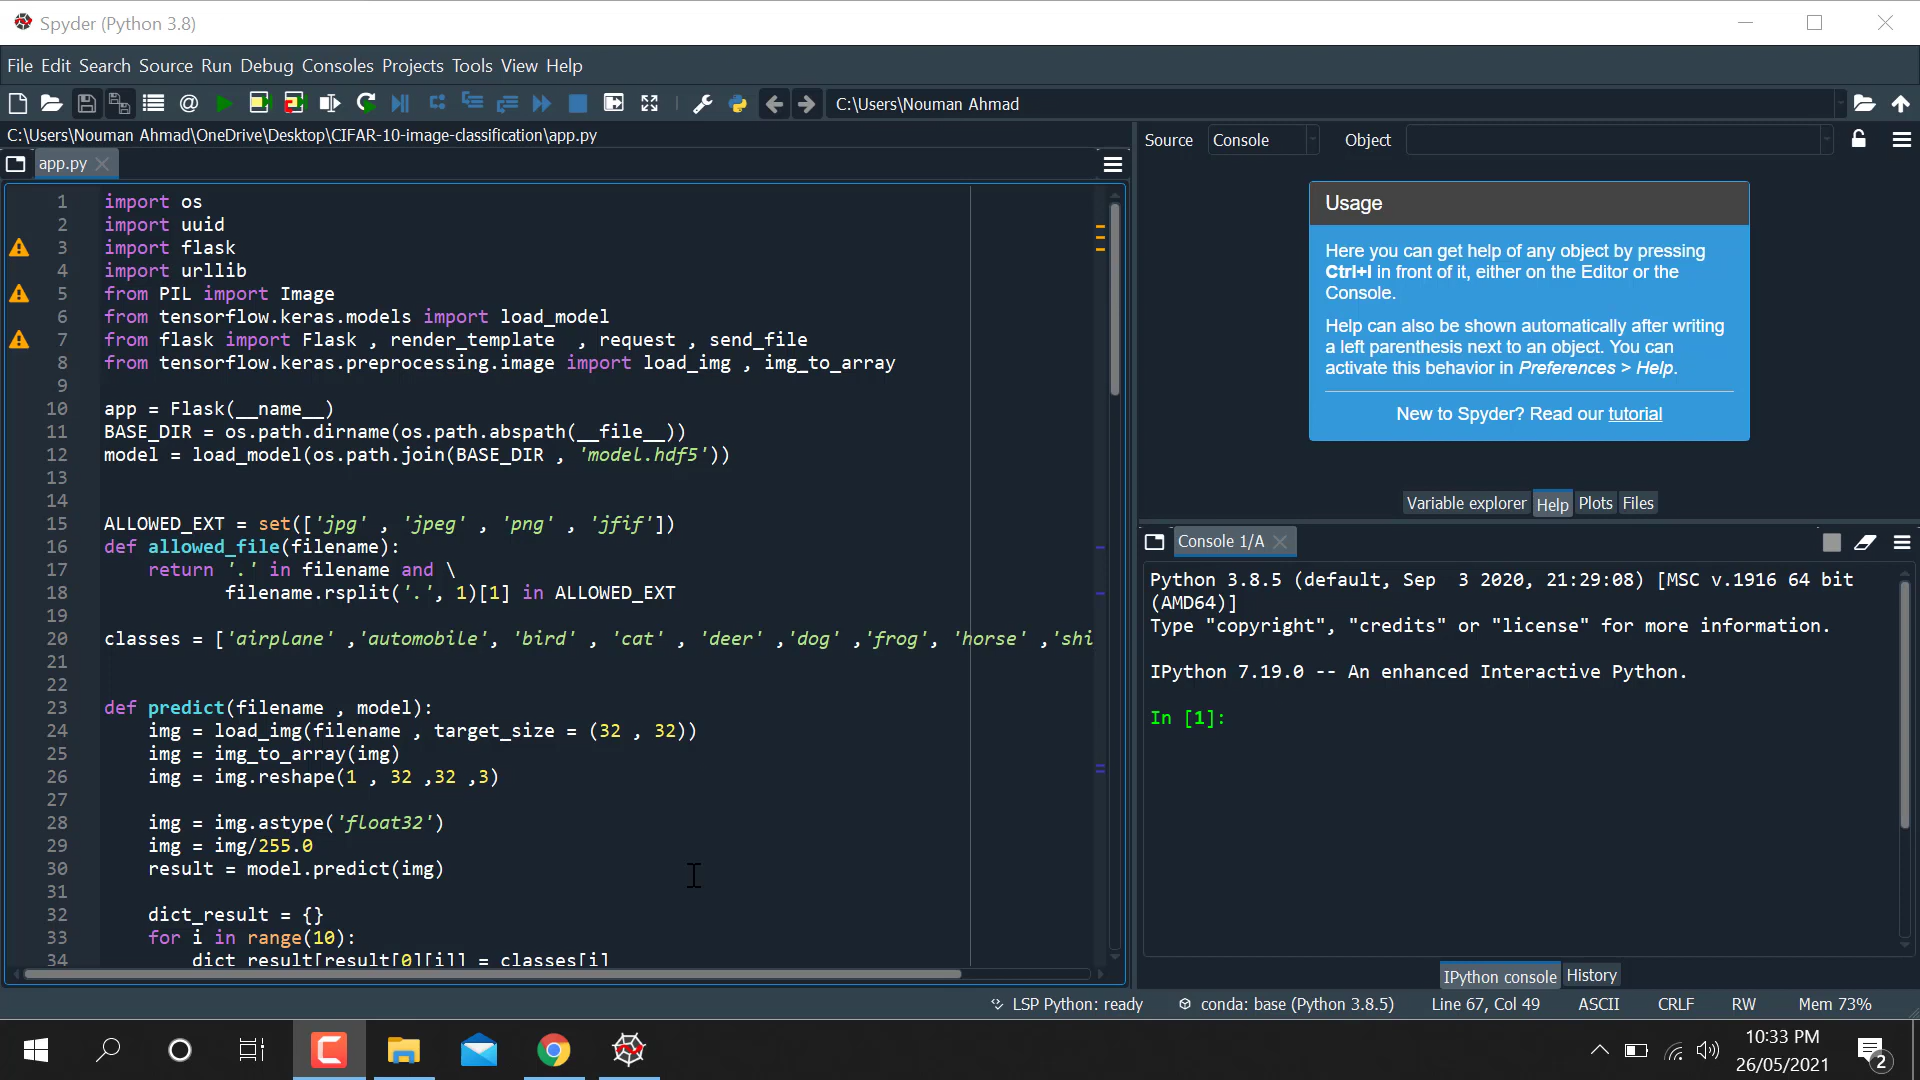 Spyder (Python 3.8)
File Edit Search Source Run Debug Consoles Projects Tools View Help
C:\Users\Nouman Ahmad
C:\Users\Nouman Ahmad\OneDrive\Desktop\CIFAR-10-image-classification\app.py
app.py
1 import os
2 import uuid
3 import flask
4 import urllib
5 from PIL import Image
6 from tensorflow.keras.models import load_model
7 from flask import Flask , render_template  , request , send_file
8 from tensorflow.keras.preprocessing.image import load_img , img_to_array
9
10 app = Flask(__name__)
11 BASE_DIR = os.path.dirname(os.path.abspath(__file__))
12 model = load_model(os.path.join(BASE_DIR , 'model.hdf5'))
13
14
15 ALLOWED_EXT = set(['jpg' , 'jpeg' , 'png' , 'jfif'])
16 def allowed_file(filename):
17     return '.' in filename and \
18            filename.rsplit('.', 1)[1] in ALLOWED_EXT
19
20 classes = ['airplane' ,'automobile', 'bird' , 'cat' , 'deer' ,'dog' ,'frog', 'horse' ,'shi
21
22
23 def predict(filename , model):
24     img = load_img(filename , target_size = (32 , 32))
25     img = img_to_array(img)
26     img = img.reshape(1 , 32 ,32 ,3)
27
28     img = img.astype('float32')
29     img = img/255.0
30     result = model.predict(img)
31
32     dict_result = {}
33     for i in range(10):
34         dict_result[result[0][i]] = classes[i]
Source Console Object
Usage
Here you can get help of any object by pressing
Ctrl+I in front of it, either on the Editor or the
Console.
Help can also be shown automatically after writing
a left parenthesis next to an object. You can
activate this behavior in Preferences > Help.
New to Spyder? Read our tutorial
Variable explorer Help Plots Files
Console 1/A
Python 3.8.5 (default, Sep  3 2020, 21:29:08) [MSC v.1916 64 bit
(AMD64)]
Type "copyright", "credits" or "license" for more information.
IPython 7.19.0 -- An enhanced Interactive Python.
In [1]:
IPython console History
LSP Python: ready conda: base (Python 3.8.5) Line 67, Col 49 ASCII CRLF RW Mem 73%
10:33 PM
26/05/2021
2